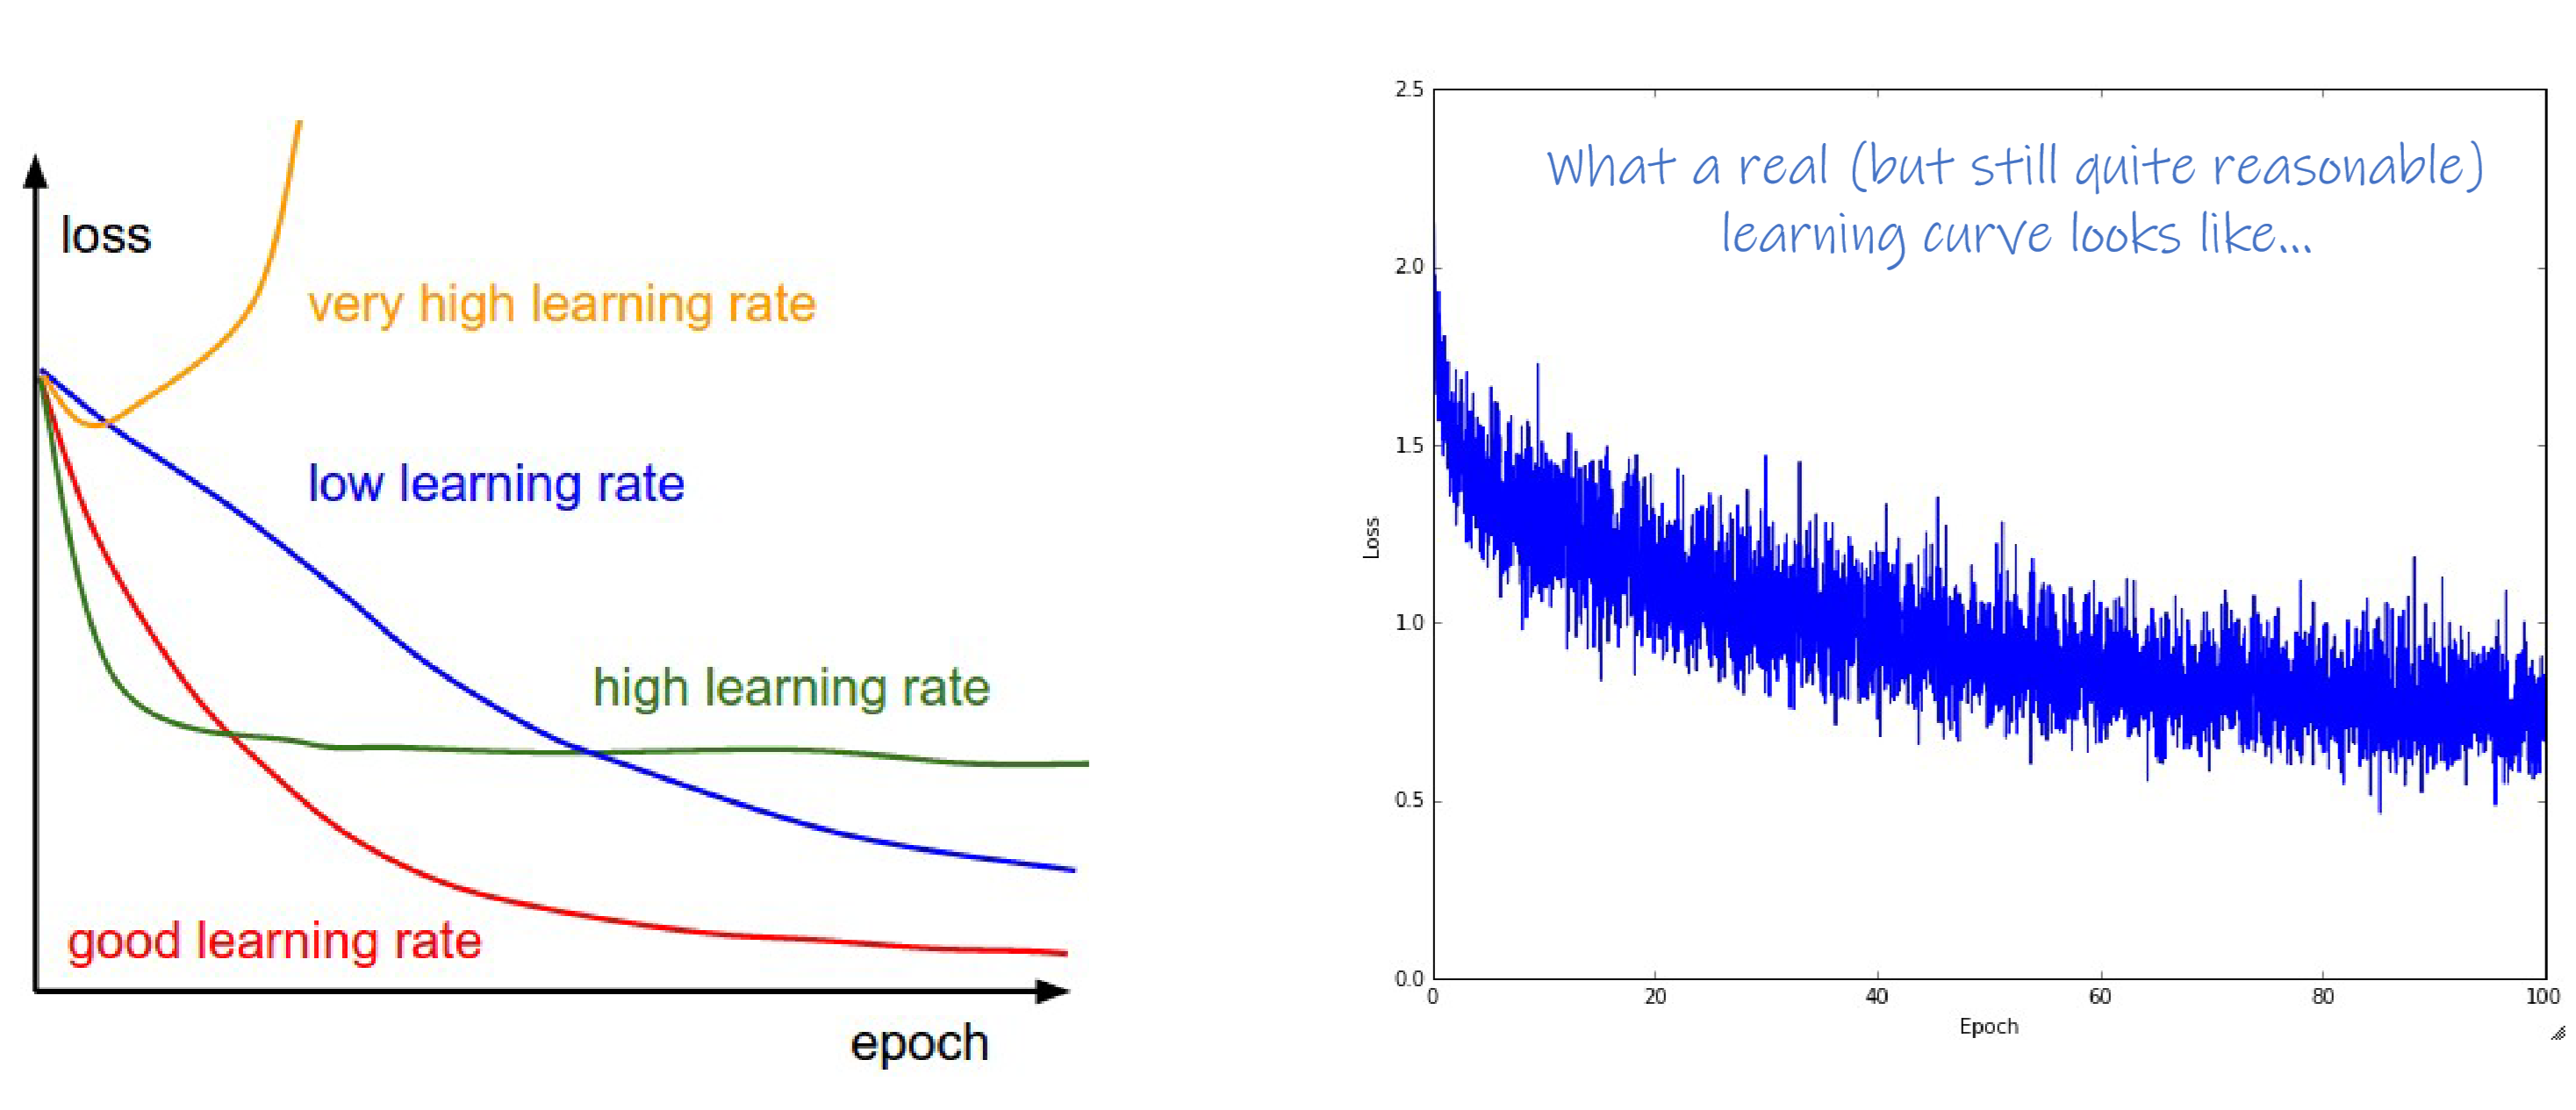 loss
very high learning rate
low learning rate
high learning rate
good learning rate
epoch
What a real (but still quite reasonable)
learning curve looks like...
2.5
2.0
1.5
1.0
0.5
0.0
Loss
0
20
40
60
80
100
Epoch